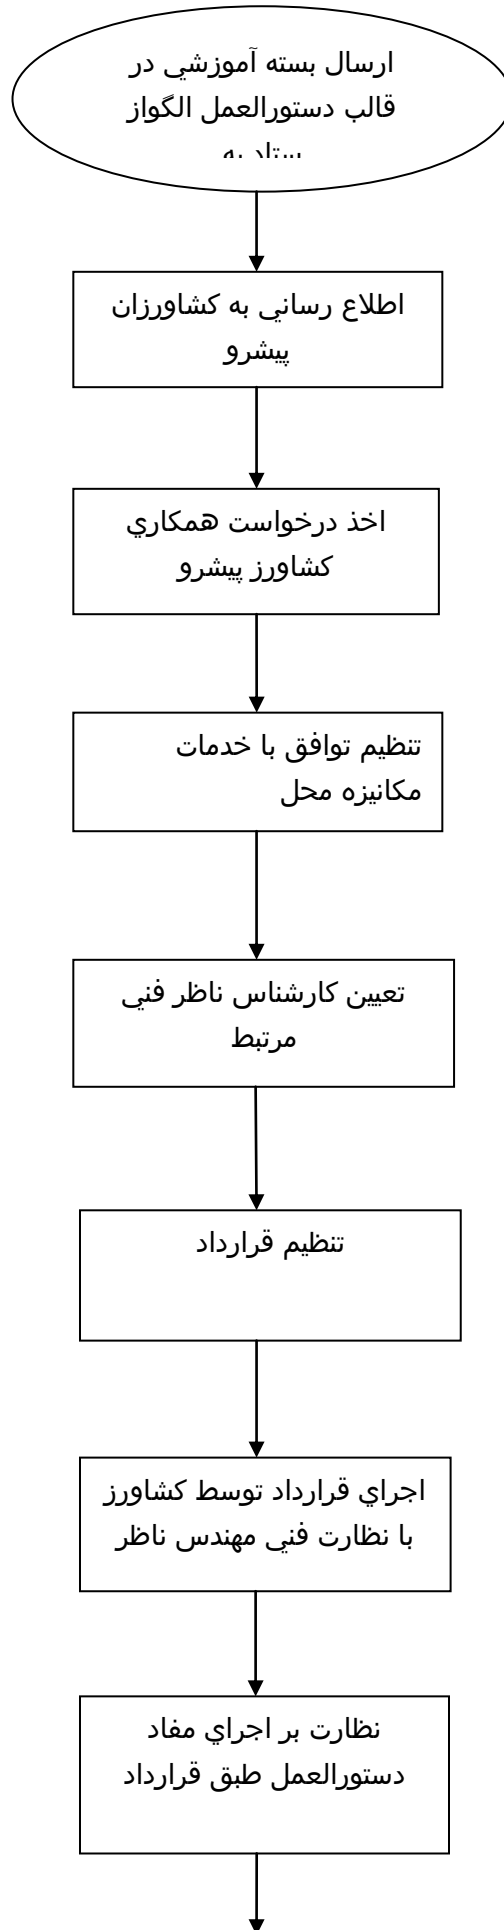 ارسال بسته آموزشي در
قالب دستورالعمل الگواز
ستاد به
اطلاع رساني به كشاورزان
پيشرو
اخذ درخواست همكاري
كشاورز پيشرو
تنظيم توافق با خدمات
مكانيزه محل
تعيين كارشناس ناظر فني
مرتبط
تنظيم قرارداد
اجراي قرارداد توسط كشاورز
با نظارت فني مهندس ناظر
نظارت بر اجراي مفاد
دستورالعمل طبق قرارداد